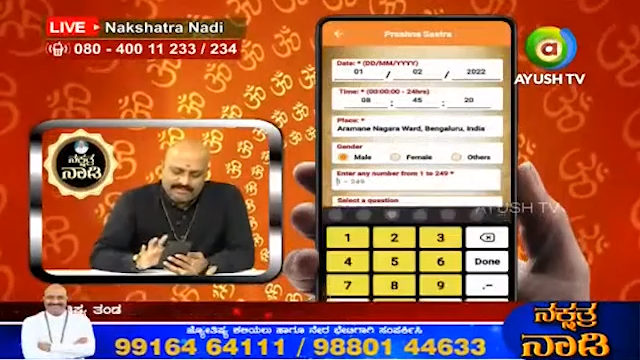 LIVE Nakshatra Nadi
080 - 400 11 233 / 234
AYUSH TV
ನಕ್ಷತ್ರ
ನಾಡಿ
Prashna Sastra
Date: * (DD/MM/YYYY)
01 / 02 / 2022
Time: * (00:00:00 - 24hrs)
08 : 45 : 20
Place: *
Aramane Nagara Ward, Bengaluru, India
Gender
Male Female Others
Enter any number from 1 to 249 *
1 - 249
Select a question
AYUSH TV
1 2 3
4 5 6 Done
7 8 9 .-
ತಂಡ
ಜ್ಯೋತಿಷ್ಯ ಕಲಿಯಲು ಹಾಗೂ ನೇರ ಭೇಟಿಗಾಗಿ ಸಂಪರ್ಕಿಸಿ
99164 64111 / 98801 44633
ನಕ್ಷತ್ರ
ನಾಡಿ